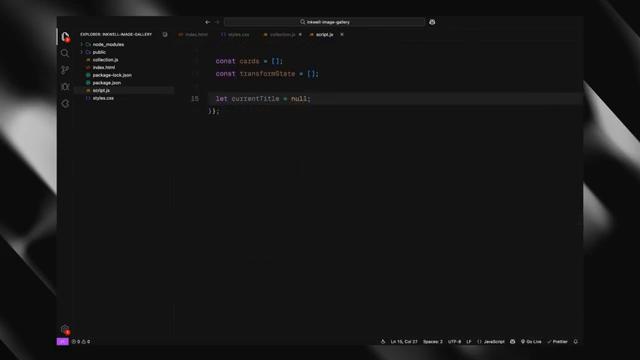 inkwell-image-gallery
EXPLORER: INKWELL-IMAGE-GALLERY
index.html
styles.css
collection.js
script.js
node_modules
public
collection.js
index.html
package-lock.json
package.json
script.js
styles.css
const cards = [];
const transformState = [];
15 let currentTitle = null;
});
0 0
Ln 15, Col 27
Spaces: 2
UTF-8
LF
JavaScript
Go Live
Prettier